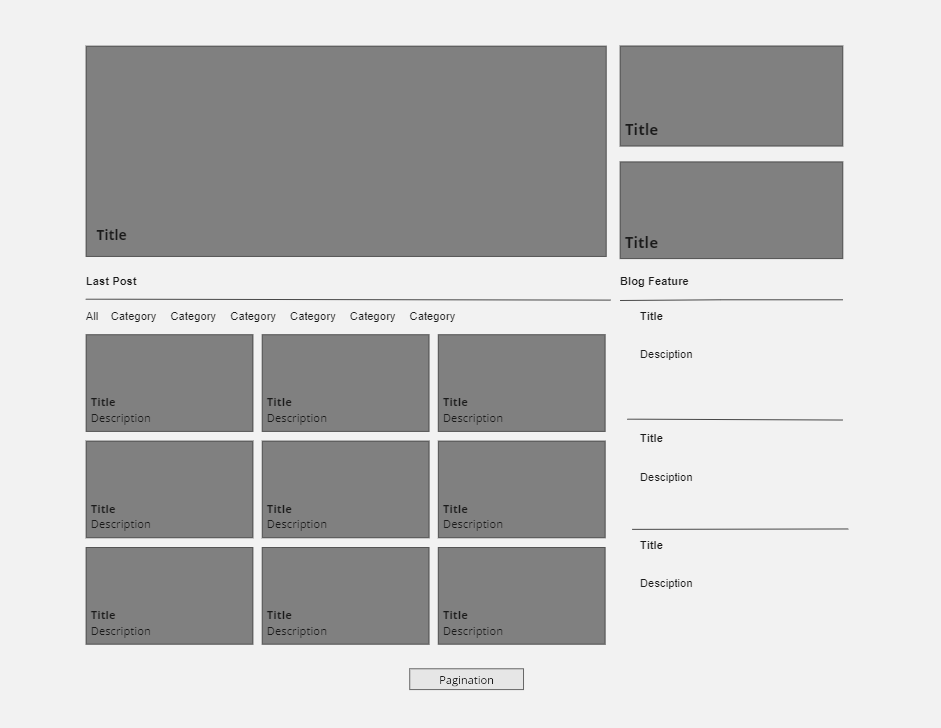 Title
Title
Title
Last Post
All Category Category Category Category Category Category
Title
Description
Title
Description
Title
Description
Title
Description
Title
Description
Title
Description
Title
Description
Title
Description
Title
Description
Blog Feature
Title
Desciption
Title
Desciption
Title
Desciption
Pagination